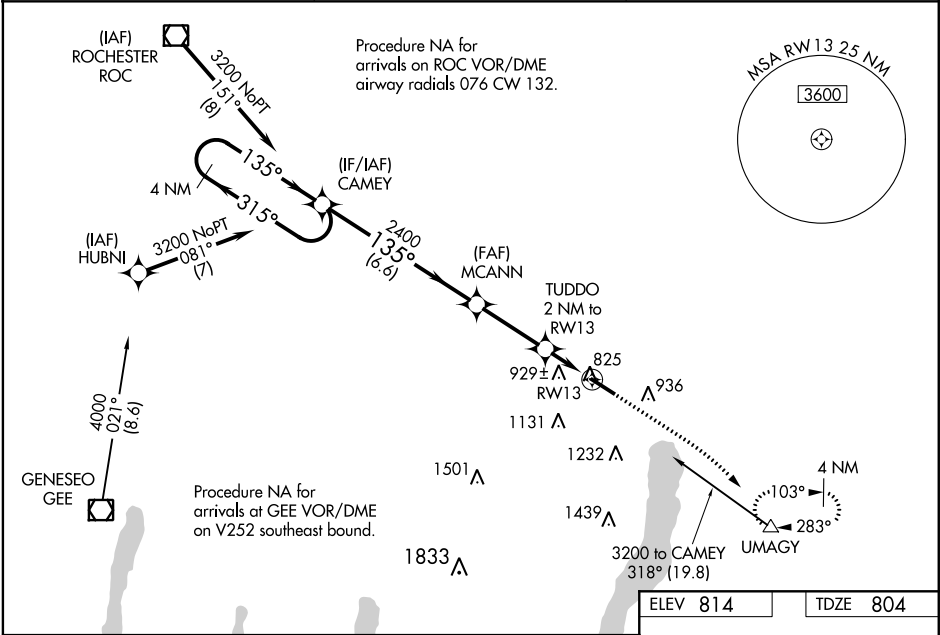 (IAF)
ROCHESTER
ROC
3200 NoPT
151°
(8)
Procedure NA for
arrivals on ROC VOR/DME
airway radials 076 CW 132.
MSA RW13 25 NM
3600
135°
4 NM
315°
(IF/IAF)
CAMEY
(IAF)
HUBNI
3200 NoPT
081°
(7)
2400
135°
(6.6)
(FAF)
MCANN
TUDDO
2 NM to
RW13
929±
825
RW13
936
1131
1232
1501
1439
1833
4000
021°
(8.6)
GENESEO
GEE
Procedure NA for
arrivals at GEE VOR/DME
on V252 southeast bound.
4 NM
103°
283°
UMAGY
3200 to CAMEY
318° (19.8)
ELEV 814
TDZE 804